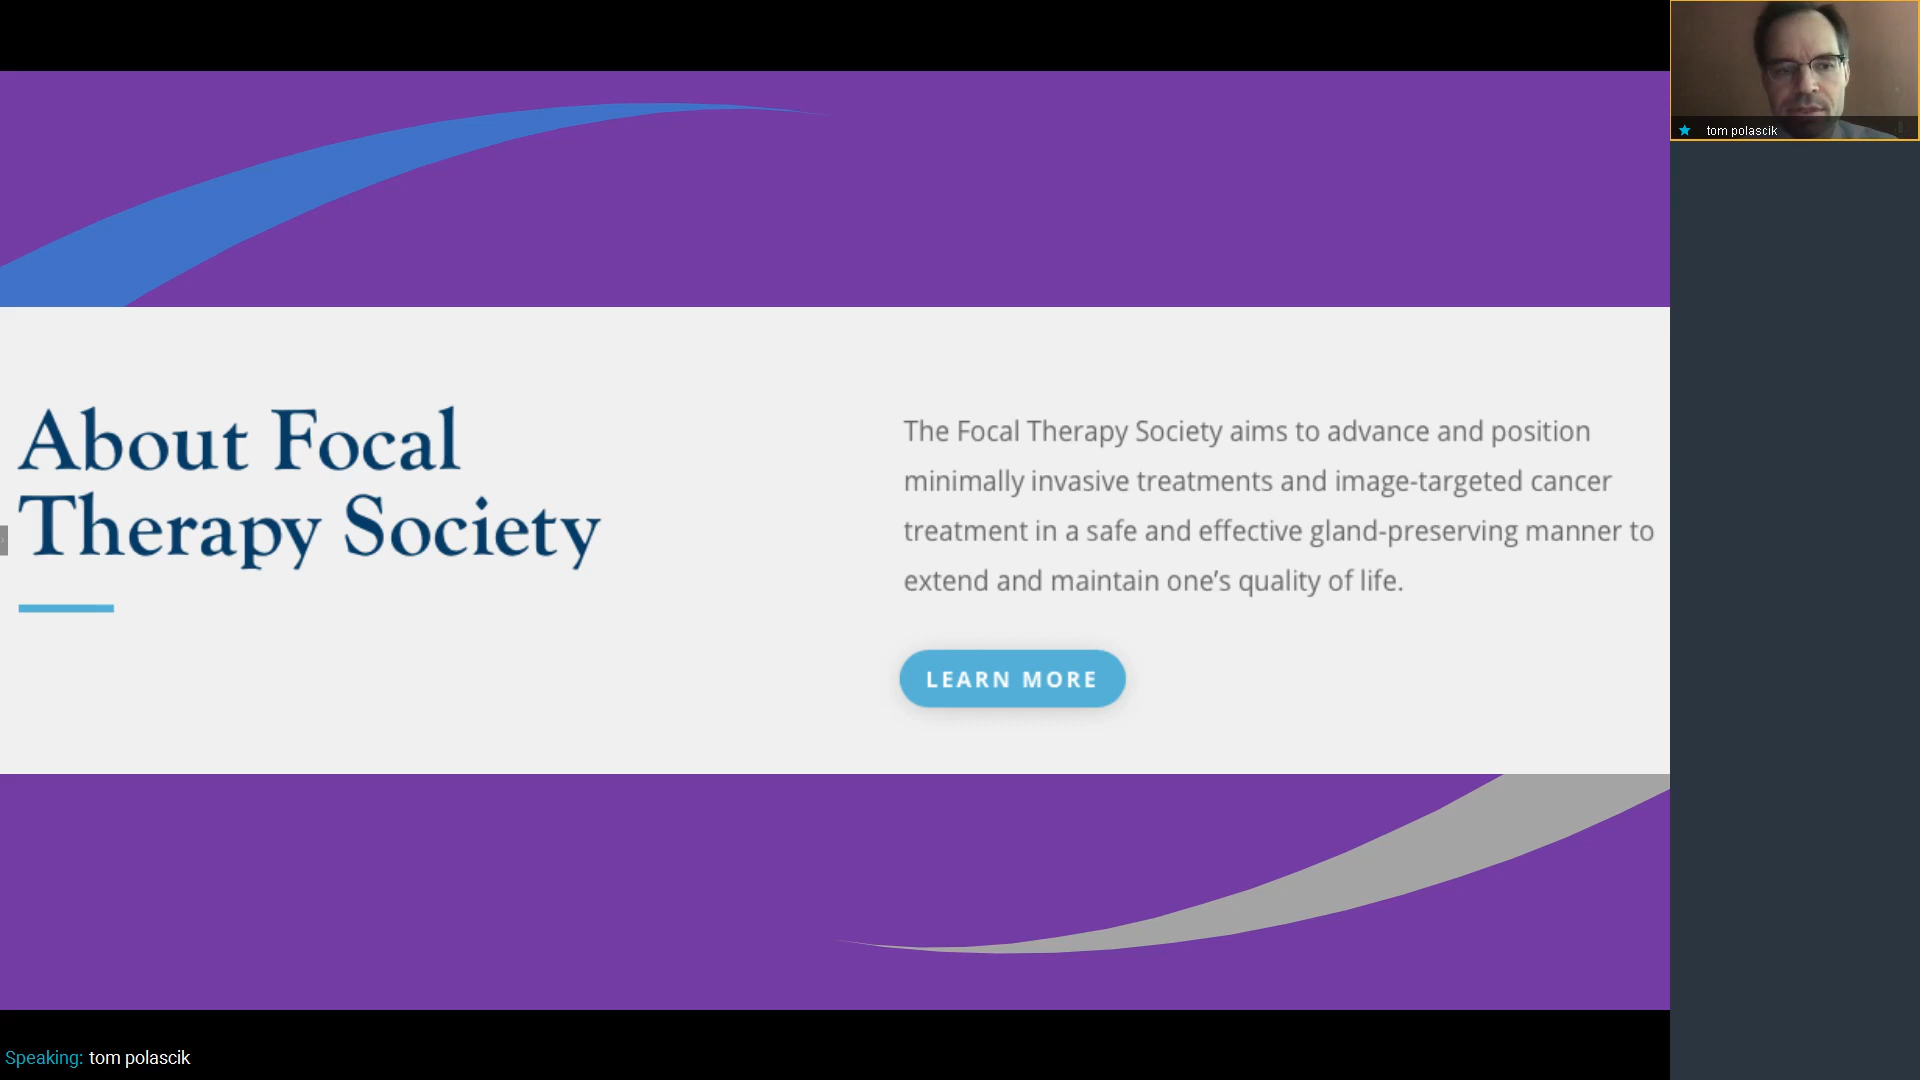 tom polascik
About Focal
Therapy Society
The Focal Therapy Society aims to advance and position
minimally invasive treatments and image-targeted cancer
treatment in a safe and effective gland-preserving manner to
extend and maintain one’s quality of life.
LEARN MORE
Speaking: tom polascik